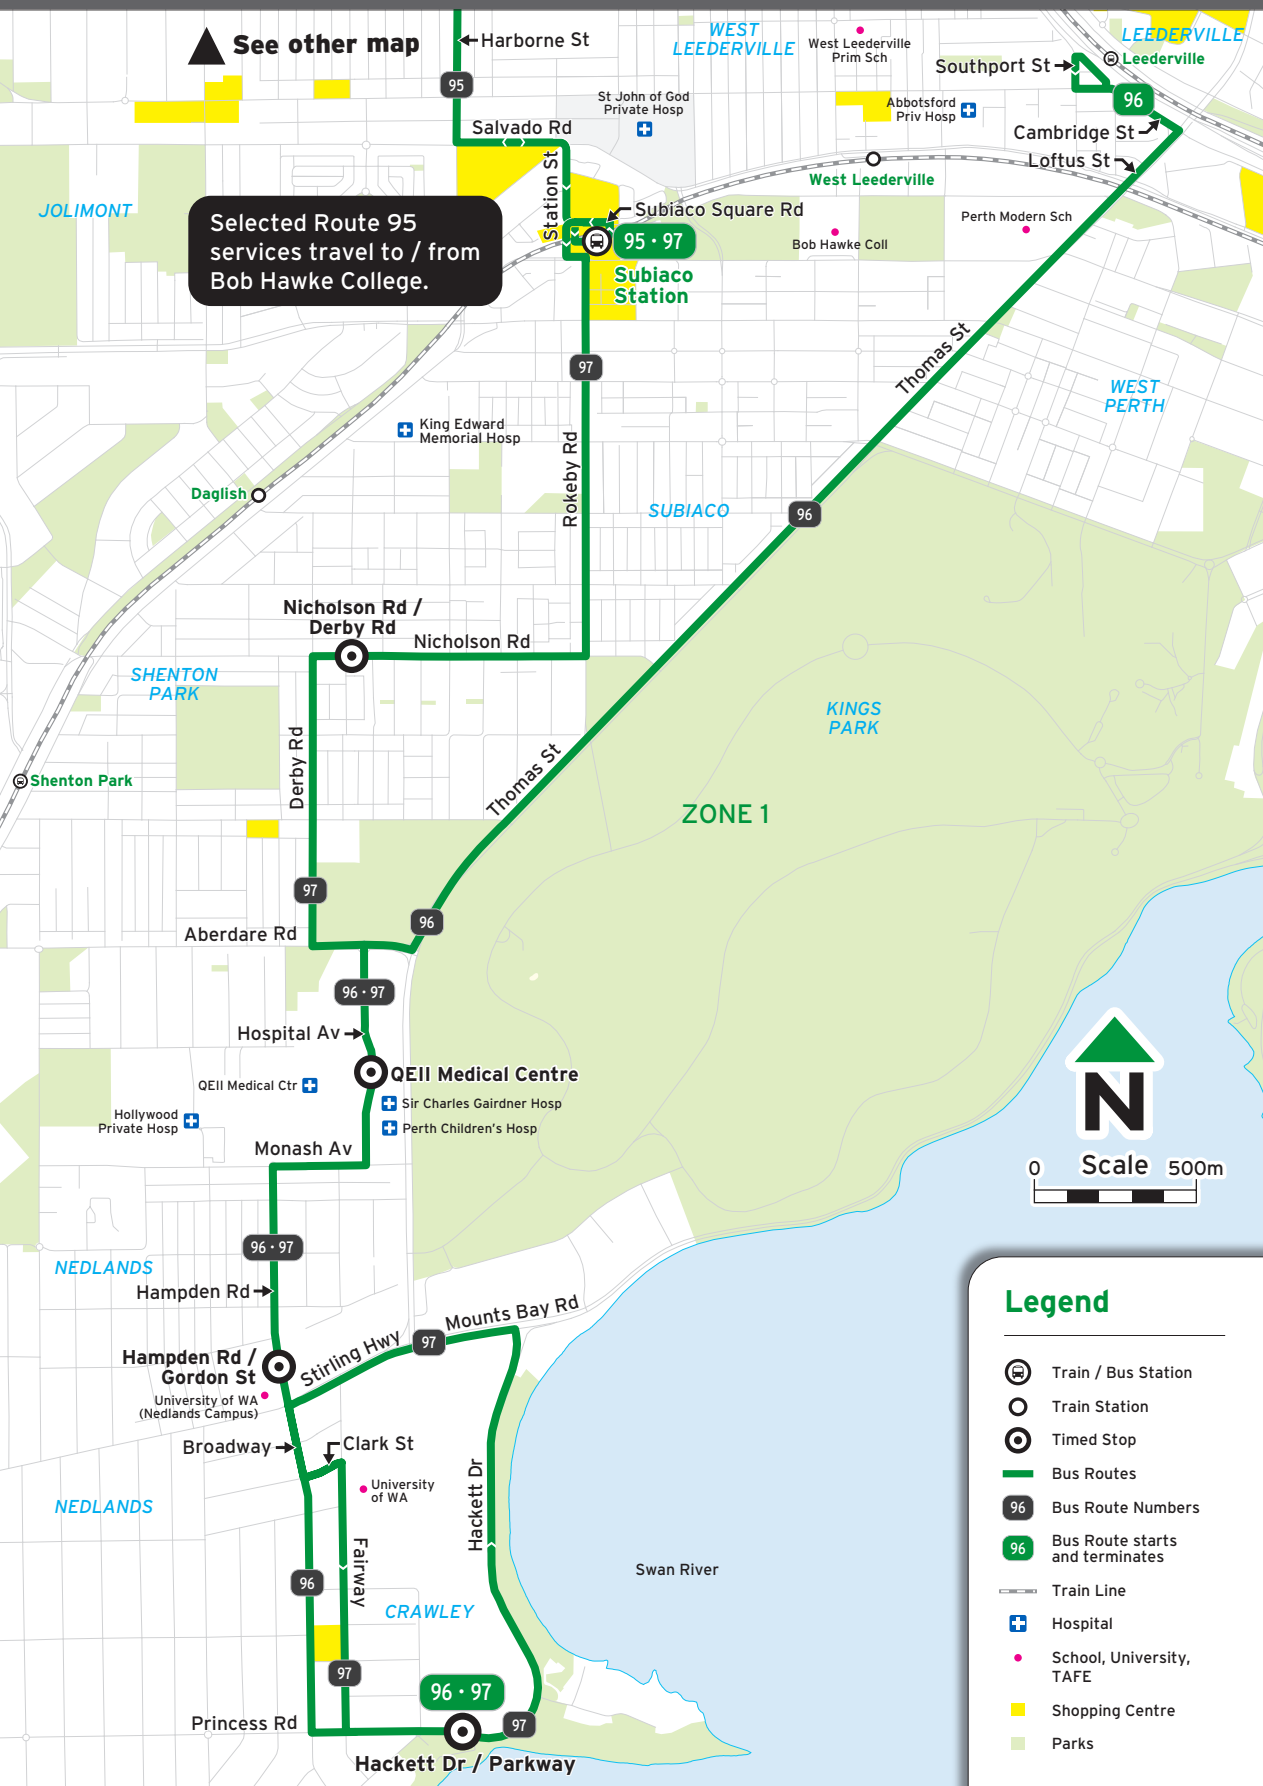 See other map
Harborne St
95
WEST
LEEDERVILLE
West Leederville
Prim Sch
LEEDERVILLE
Leederville
Southport St
96
St John of God
Private Hosp
Abbotsford
Priv Hosp
Salvado Rd
Cambridge St
Loftus St
Station St
West Leederville
JOLIMONT
Selected Route 95
services travel to / from
Bob Hawke College.
Subiaco Square Rd
95 • 97
Subiaco
Station
Perth Modern Sch
Bob Hawke Coll
97
Thomas St
WEST
PERTH
King Edward
Memorial Hosp
Rokeby Rd
Daglish
SUBIACO
96
Nicholson Rd /
Derby Rd
Nicholson Rd
SHENTON
PARK
KINGS
PARK
Derby Rd
Thomas St
Shenton Park
ZONE 1
97
96
Aberdare Rd
96 • 97
Hospital Av
QEII Medical Centre
QEII Medical Ctr
Sir Charles Gairdner Hosp
Hollywood
Private Hosp
Perth Children's Hosp
Monash Av
N
0 Scale 500m
96 • 97
NEDLANDS
Hampden Rd
Mounts Bay Rd
97
Stirling Hwy
Hampden Rd /
Gordon St
University of WA
(Nedlands Campus)
Broadway
Clark St
University
of WA
NEDLANDS
Hackett Dr
Fairway
Swan River
96
CRAWLEY
97
96 • 97
Princess Rd
97
Hackett Dr / Parkway
Legend
Train / Bus Station
Train Station
Timed Stop
Bus Routes
96
Bus Route Numbers
96
Bus Route starts
and terminates
Train Line
Hospital
School, University,
TAFE
Shopping Centre
Parks